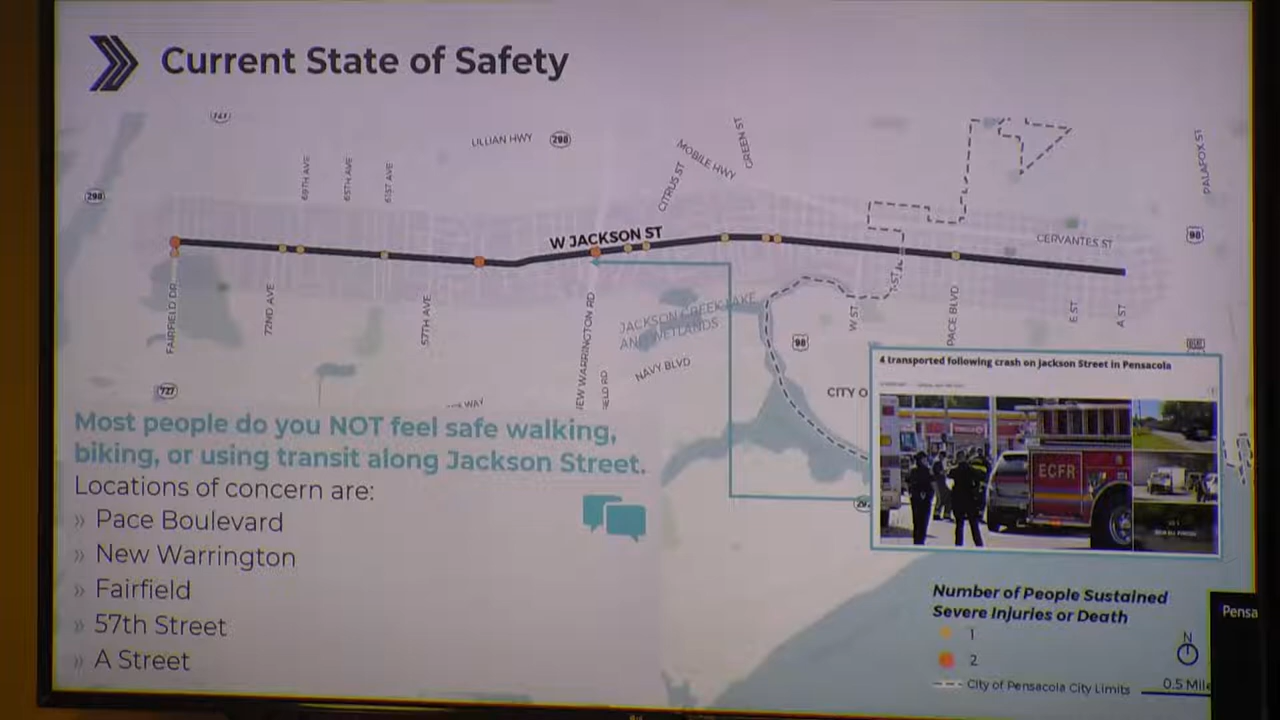 Current State of Safety
LILLIAN HWY
298
298
69TH AVE
65TH AVE
61ST AVE
CITRUS ST
MOBILE HWY
GREEN ST
PALAFOX ST
98
W JACKSON ST
CERVANTES ST
FAIRFIELD DR
72ND AVE
57TH AVE
JACKSON CREEK LAKE
AND WETLANDS
NAVY BLVD
98
W ST
PACE BLVD
E ST
A ST
727
CITY O
4 transported following crash on Jackson Street in Pensacola
ECFR
Most people do you NOT feel safe walking,
biking, or using transit along Jackson Street.
Locations of concern are:
» Pace Boulevard
» New Warrington
» Fairfield
» 57th Street
» A Street
Number of People Sustained
Severe Injuries or Death
1
2
City of Pensacola City Limits
N
0.5 Mile
Pensa